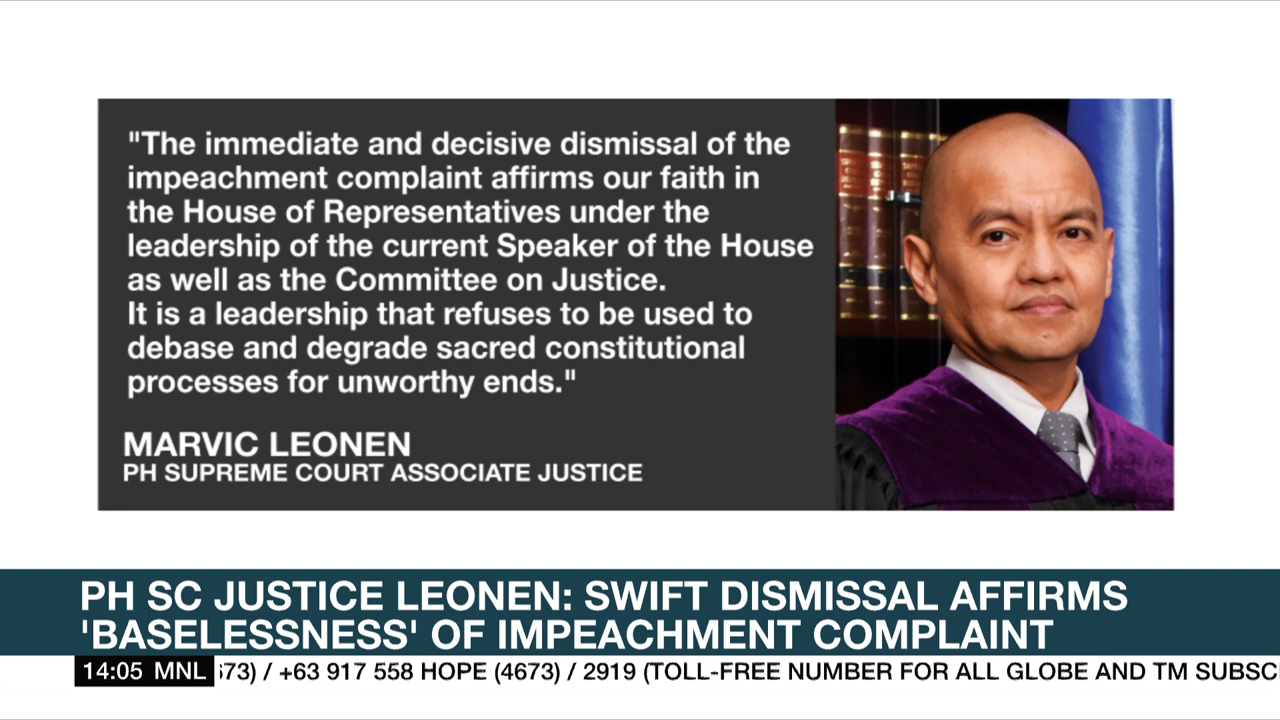 "The immediate and decisive dismissal of the
impeachment complaint affirms our faith in
the House of Representatives under the
leadership of the current Speaker of the House
as well as the Committee on Justice.
It is a leadership that refuses to be used to
debase and degrade sacred constitutional
processes for unworthy ends."
MARVIC LEONEN
PH SUPREME COURT ASSOCIATE JUSTICE
PH SC JUSTICE LEONEN: SWIFT DISMISSAL AFFIRMS
'BASELESSNESS' OF IMPEACHMENT COMPLAINT
14:05 MNL 673) / +63 917 558 HOPE (4673) / 2919 (TOLL-FREE NUMBER FOR ALL GLOBE AND TM SUBSC